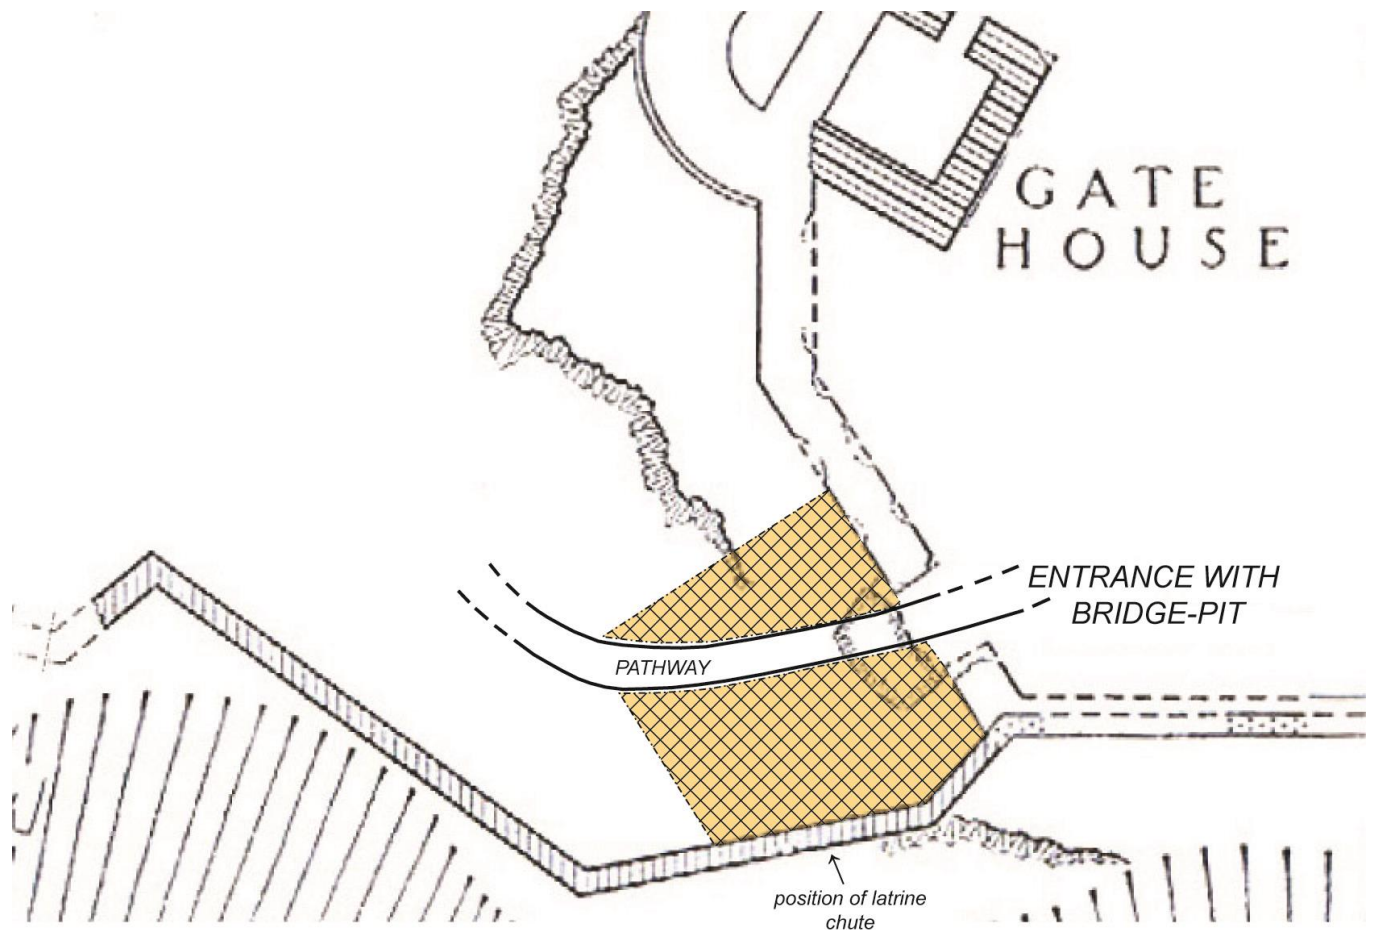 GATE
HOUSE
ENTRANCE WITH
BRIDGE-PIT
PATHWAY
position of latrine
chute